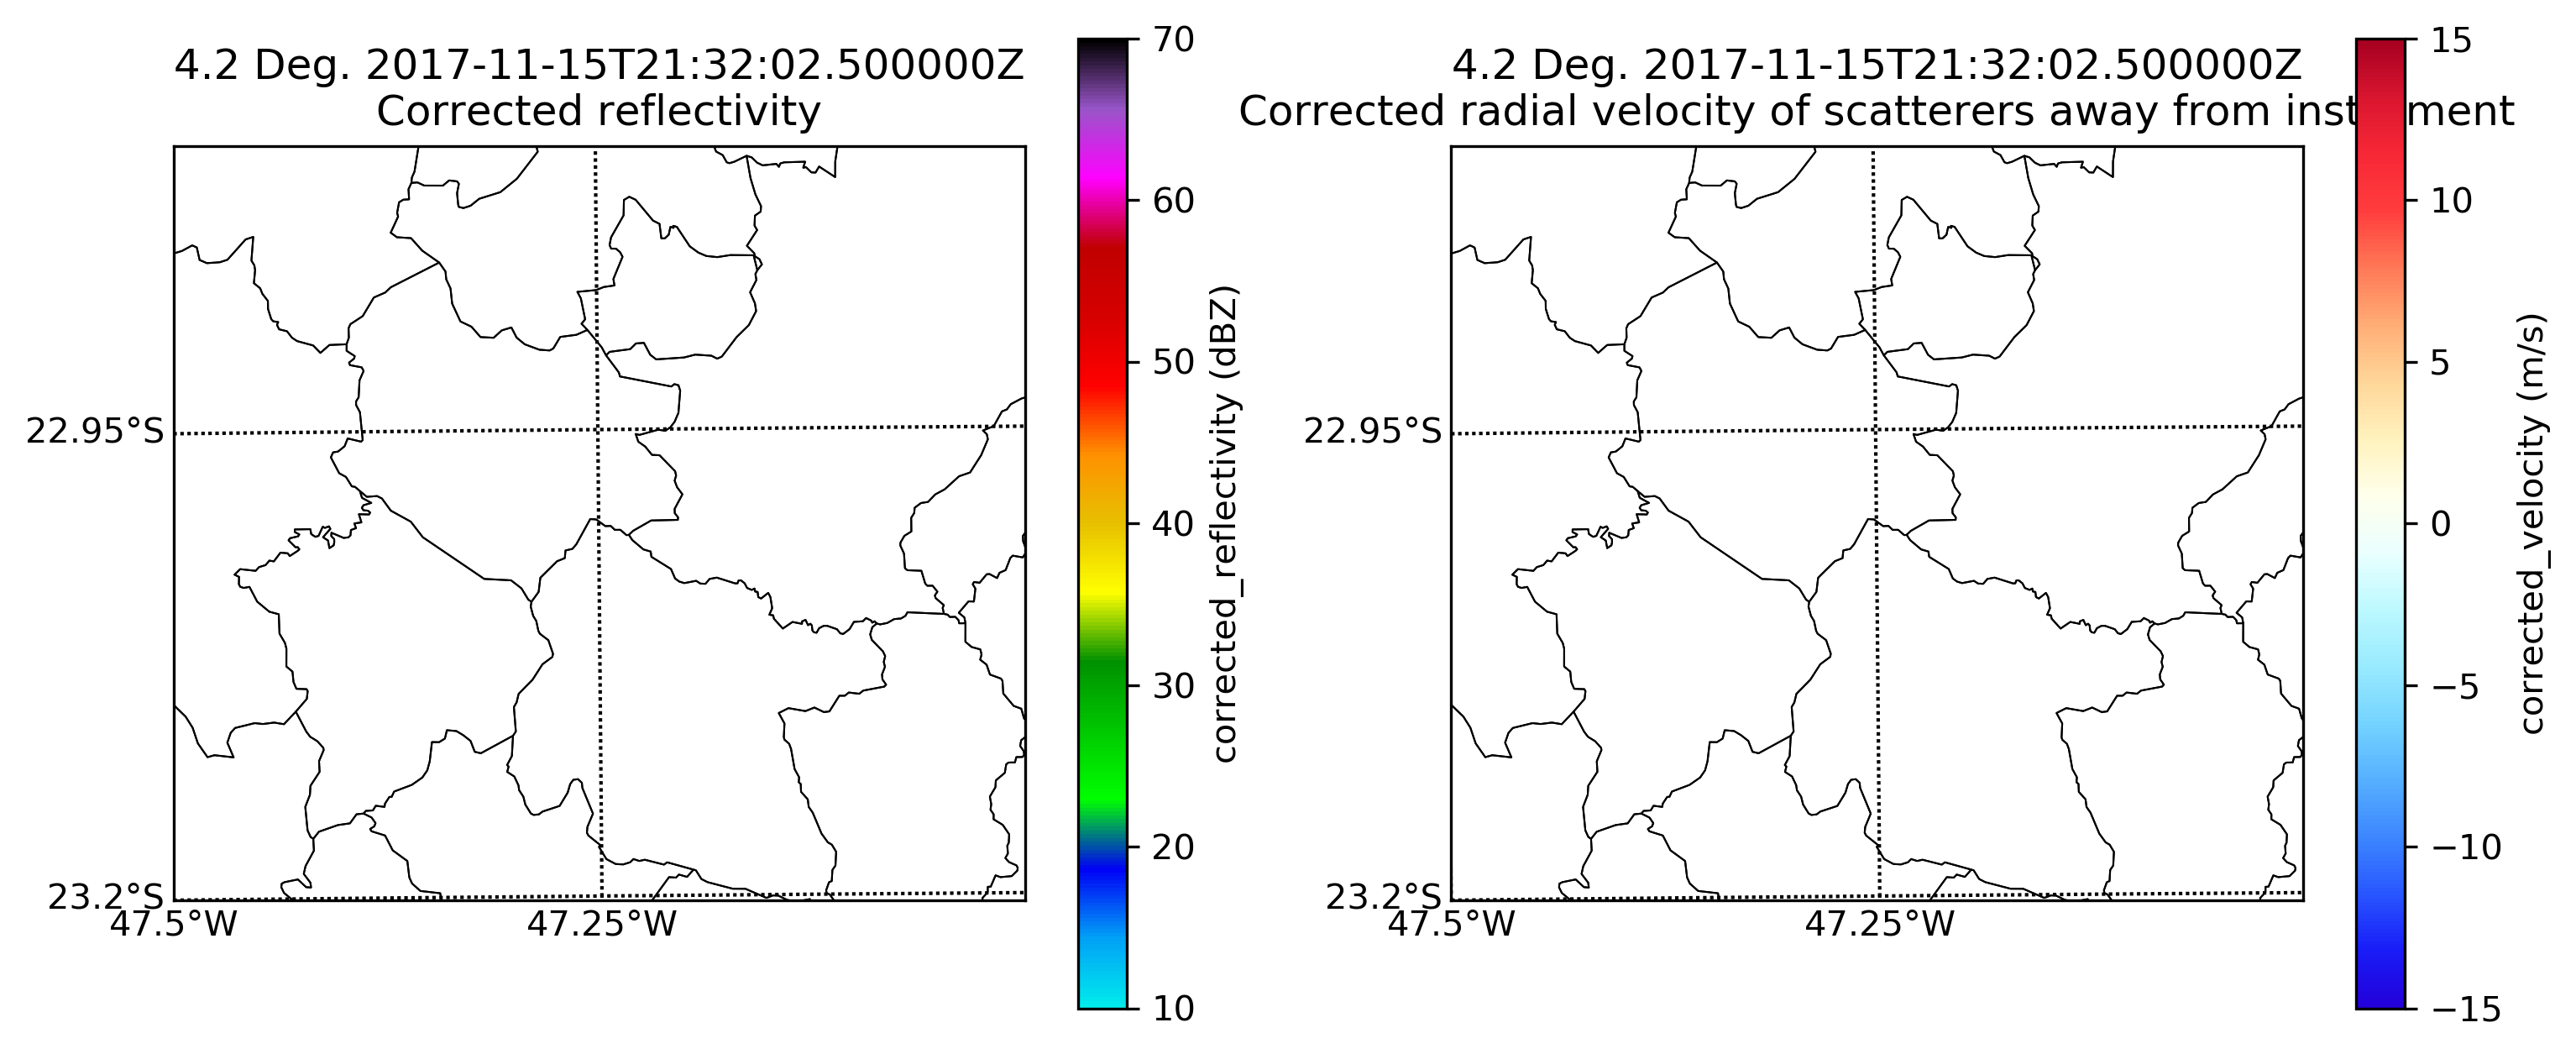 4.2 Deg. 2017-11-15T21:32:02.500000Z
Corrected reflectivity
22.95°S
23.2°S
47.5°W
47.25°W
70
60
50
40
30
20
10
corrected_reflectivity (dBZ)
4.2 Deg. 2017-11-15T21:32:02.500000Z
Corrected radial velocity of scatterers away from inst ment
22.95°S
23.2°S
47.5°W
47.25°W
15
10
5
0
−5
−10
−15
corrected_velocity (m/s)